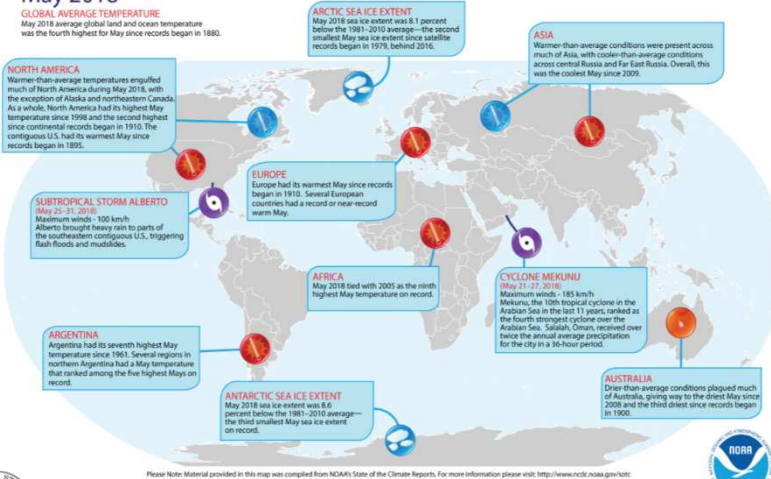 May 2018
GLOBAL AVERAGE TEMPERATURE
May 2018 average global land and ocean temperature
was the fourth highest for May since records began in 1880.
ARCTIC SEA ICE EXTENT
May 2018 sea ice extent was 8.1 percent
below the 1981–2010 average—the second
smallest May sea ice extent since satellite
records began in 1979, behind 2016.
ASIA
Warmer-than-average conditions were present across
much of Asia, with cooler-than-average conditions
across central Russia and Far East Russia. Overall, this
was the coolest May since 2009.
NORTH AMERICA
Warmer-than-average temperatures engulfed
much of North America during May 2018, with
the exception of Alaska and northeastern Canada.
As a whole, North America had its highest May
temperature since 1998 and the second highest
since continental records began in 1910. The
contiguous U.S. had its warmest May since
records began in 1895.
EUROPE
Europe had its warmest May since records
began in 1910. Several European
countries had a record or near-record
warm May.
SUBTROPICAL STORM ALBERTO
(May 25-31, 2018)
Maximum winds - 100 km/h
Alberto brought heavy rain to parts of
the southeastern contiguous U.S., triggering
flash floods and mudslides.
AFRICA
May 2018 tied with 2005 as the ninth
highest May temperature on record.
CYCLONE MEKUNU
(May 21-27, 2018)
Maximum winds - 185 km/h
Mekunu, the 10th tropical cyclone in the
Arabian Sea in the last 11 years, ranked as
the fourth strongest cyclone over the
Arabian Sea. Salalah, Oman, received over
twice the annual average precipitation
for the city in a 36-hour period.
ARGENTINA
Argentina had its seventh highest May
temperature since 1961. Several regions in
northern Argentina had a May temperature
that ranked among the five highest Mays on
record.
AUSTRALIA
Drier-than-average conditions plagued much
of Australia, giving way to the driest May since
2008 and the third driest since records began
in 1900.
ANTARCTIC SEA ICE EXTENT
May 2018 sea ice extent was 8.6
percent below the 1981–2010 average—
the third smallest May sea ice extent
on record.
NOAA
Please Note: Material provided in this map was compiled from NOAA's State of the Climate Reports. For more information please visit: http://www.ncdc.noaa.gov/sotc